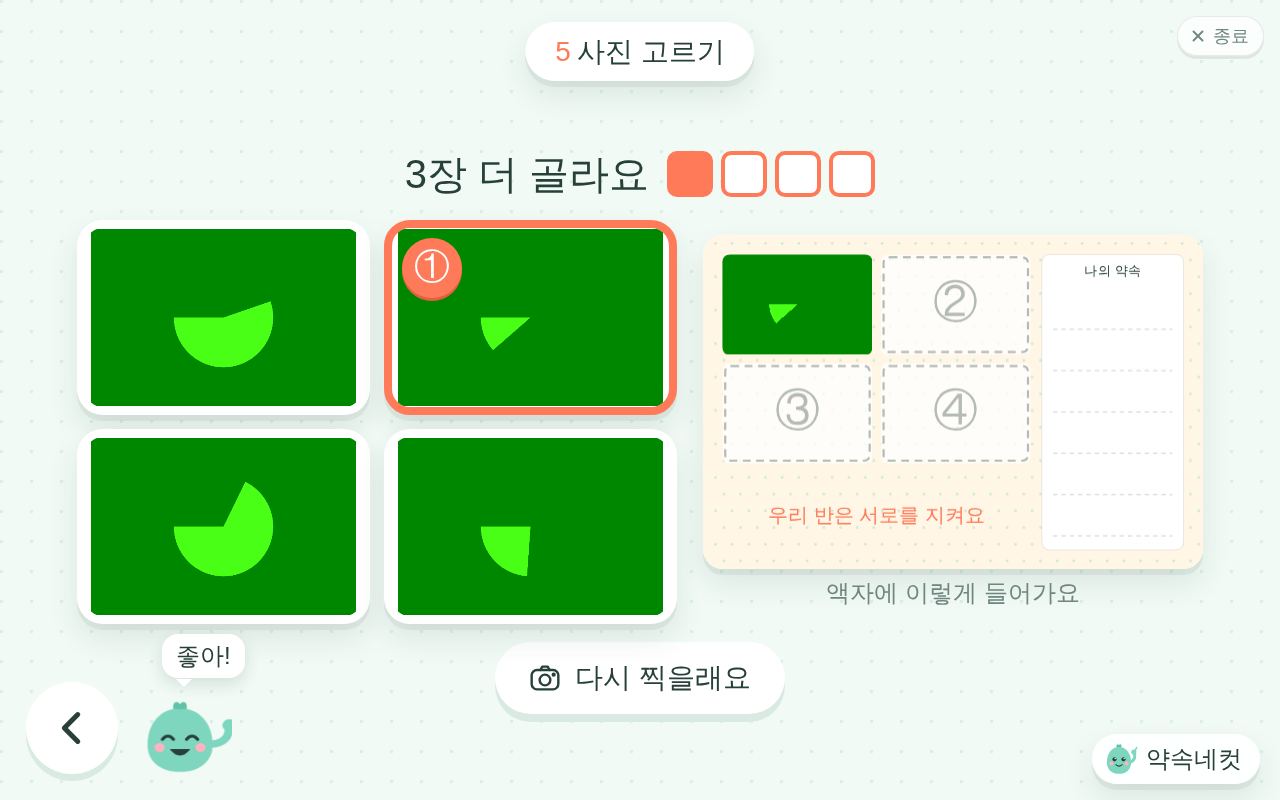 5 사진 고르기
✕ 종료
3장 더 골라요
①
나의 약속
②
③
④
우리 반은 서로를 지켜요
액자에 이렇게 들어가요
좋아!
다시 찍을래요
약속네컷